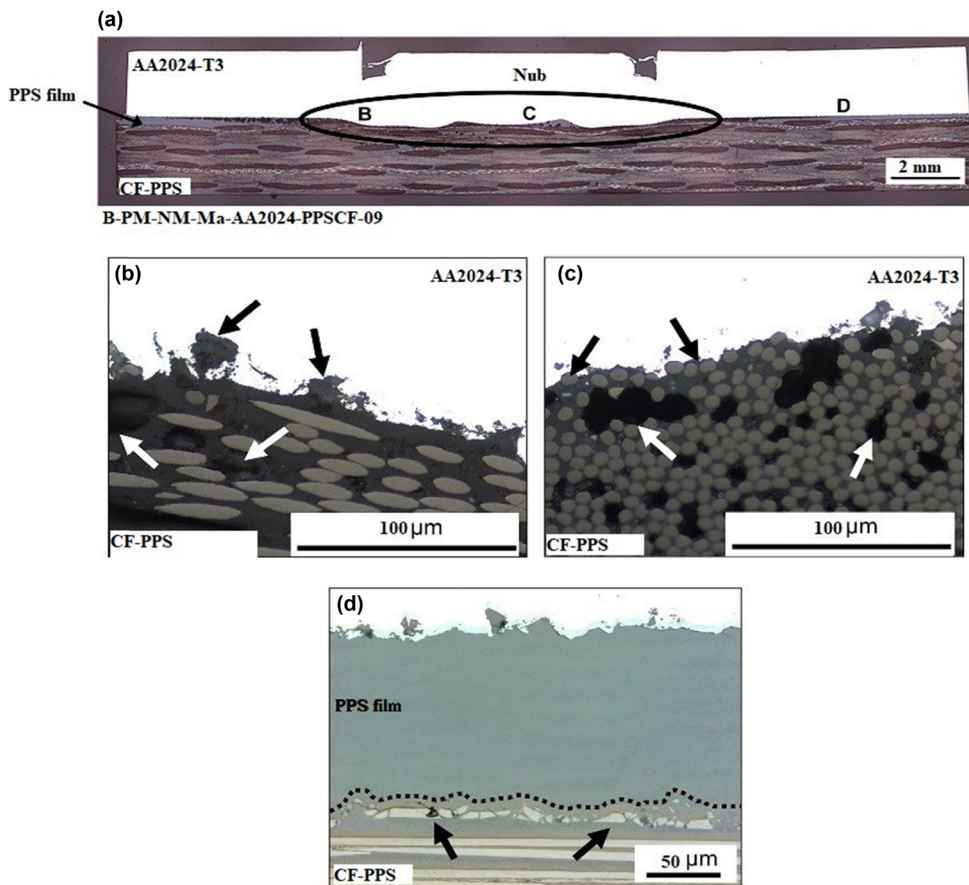 (a)
AA2024-T3
Nub
PPS film
B
C
D
2 mm
CF-PPS
B-PM-NM-Ma-AA2024-PPSCF-09
(b)
AA2024-T3
100 µm
CF-PPS
(c)
AA2024-T3
100 µm
CF-PPS
(d)
PPS film
50 µm
CF-PPS